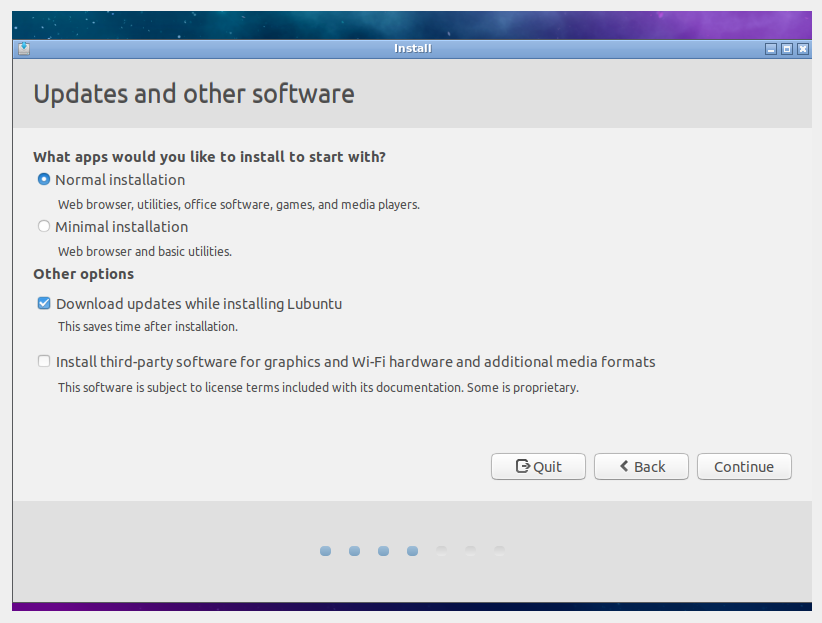 Install
Updates and other software
What apps would you like to install to start with?
Normal installation
Web browser, utilities, office software, games, and media players.
Minimal installation
Web browser and basic utilities.
Other options
Download updates while installing Lubuntu
This saves time after installation.
Install third-party software for graphics and Wi-Fi hardware and additional media formats
This software is subject to license terms included with its documentation. Some is proprietary.
Quit Back Continue